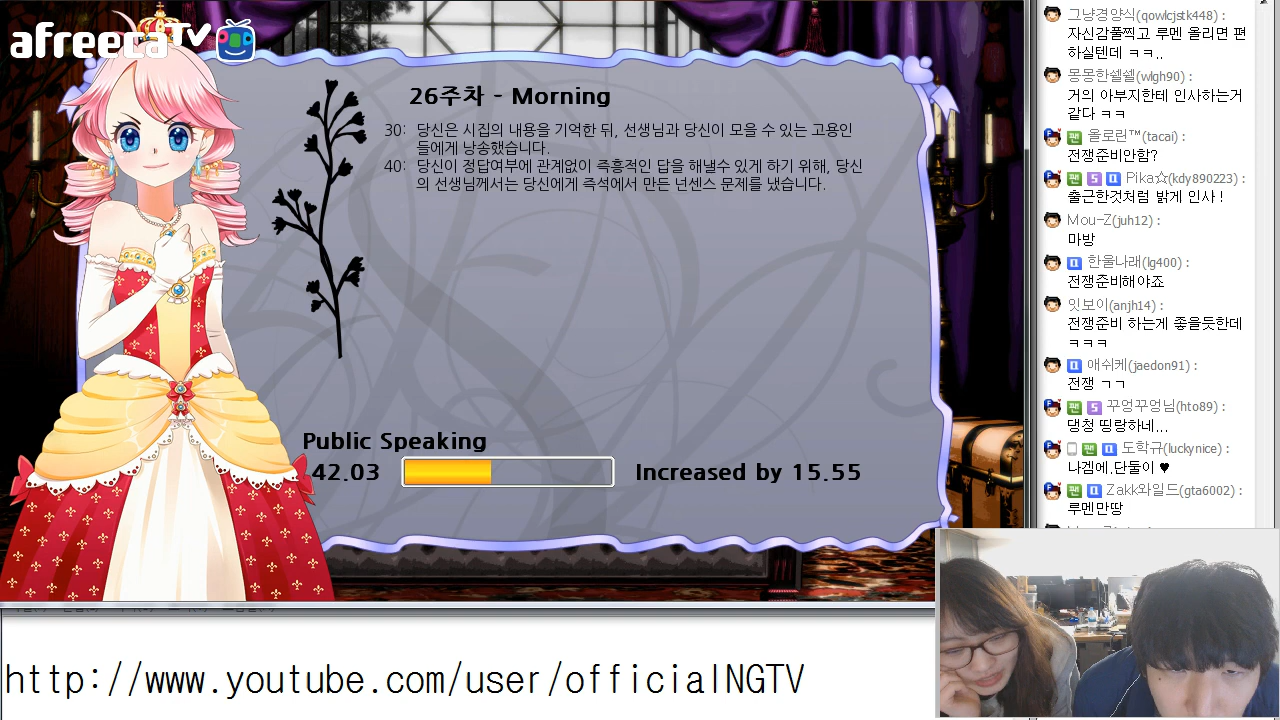 afreecaTV
26주차 - Morning
30: 당신은 시집의 내용을 기억한 뒤, 선생님과 당신이 모을 수 있는 고용인
들에게 낭송했습니다.
40: 당신이 정답여부에 관계없이 즉흥적인 답을 해낼수 있게 하기 위해, 당신
의 선생님께서는 당신에게 즉석에서 만든 넌센스 문제를 냈습니다.
Public Speaking
42.03 Increased by 15.55
http://www.youtube.com/user/officialNGTV
그냥경양식(qowlcjstk448) :
자신감풀찍고 루멘 올리면 편
하실텐데 ㅋㅋ..
몽몽한쉘쉘(wlgh90) :
거의 아부지한테 인사하는거
같다 ㅋㅋ
팬 올로린™(tacai) :
전쟁준비안함?
팬 S Q Pika☆(kdy890223) :
출근한것처럼 밝게 인사 !
Mou-Z(juh12) :
마방
Q 한울나래(lg400) :
전쟁준비해야죠
잇보이(anjh14) :
전쟁준비 하는게 좋을듯한데
ㅋㅋㅋ
Q 애쉬케(jaedon91) :
전쟁 ㄱㄱ
팬 S 꾸엉꾸엉님(hto89) :
댕청 띵량하네...
팬 Q 도학규(luckynice) :
나겜에.단둘이 ♥
팬 Q Zakk와일드(gta6002) :
루멘만땅